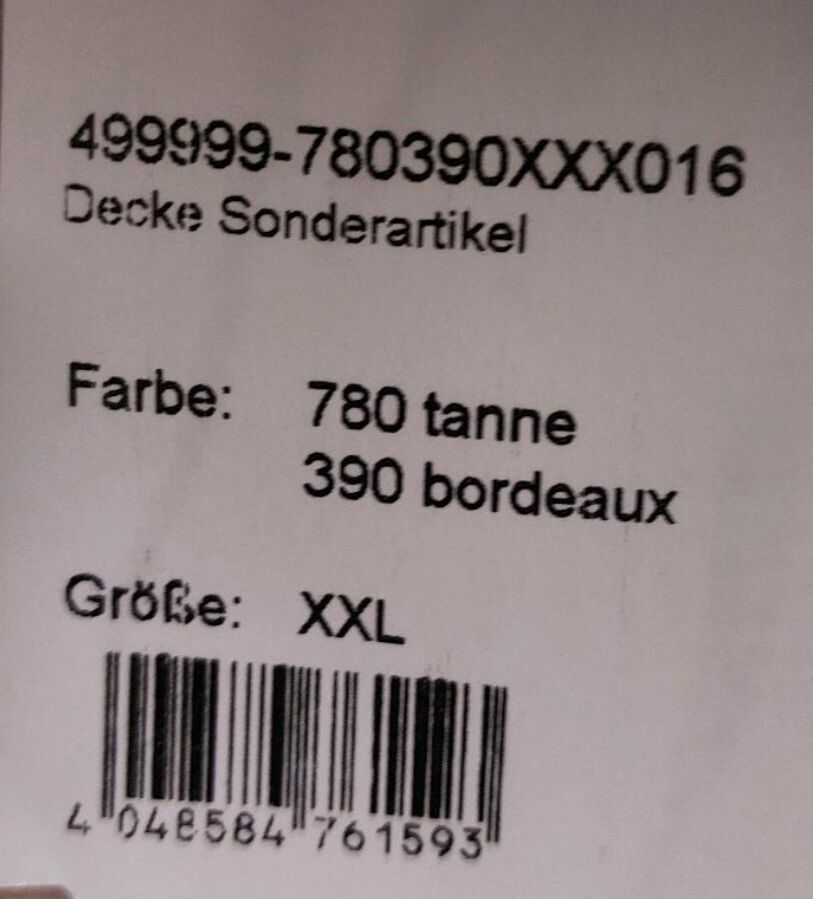 499999-780390XXX016
Decke Sonderartikel
Farbe: 780 tanne
390 bordeaux
Größe: XXL
4 048584 761593